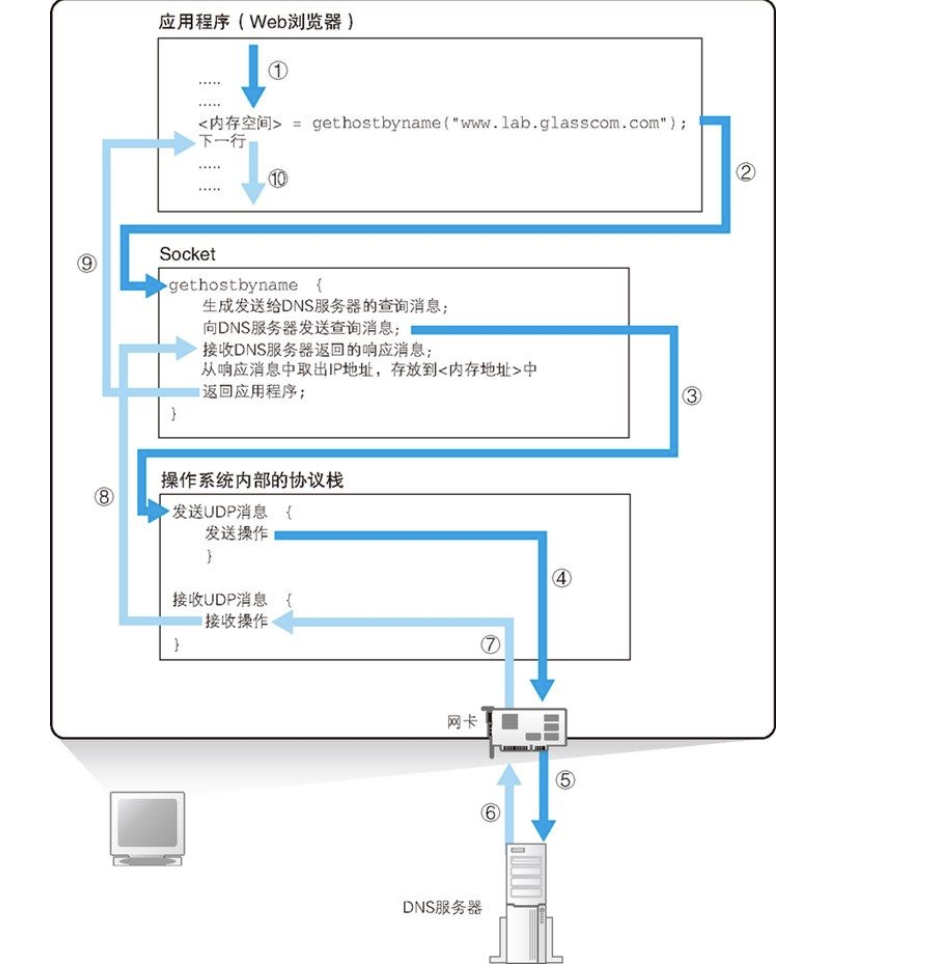 应用程序（Web浏览器）
①
.....
.....
<内存空间> = gethostbyname("www.lab.glasscom.com");
下一行
②
.....
⑩
.....
Socket
⑨
gethostbyname {
生成发送给DNS服务器的查询消息；
向DNS服务器发送查询消息；
接收DNS服务器返回的响应消息；
从响应消息中取出IP地址，存放到<内存地址>中
返回应用程序；
③
}
操作系统内部的协议栈
⑧
发送UDP消息 {
发送操作
}
④
接收UDP消息 {
接收操作
}
⑦
网卡
⑤
⑥
DNS服务器